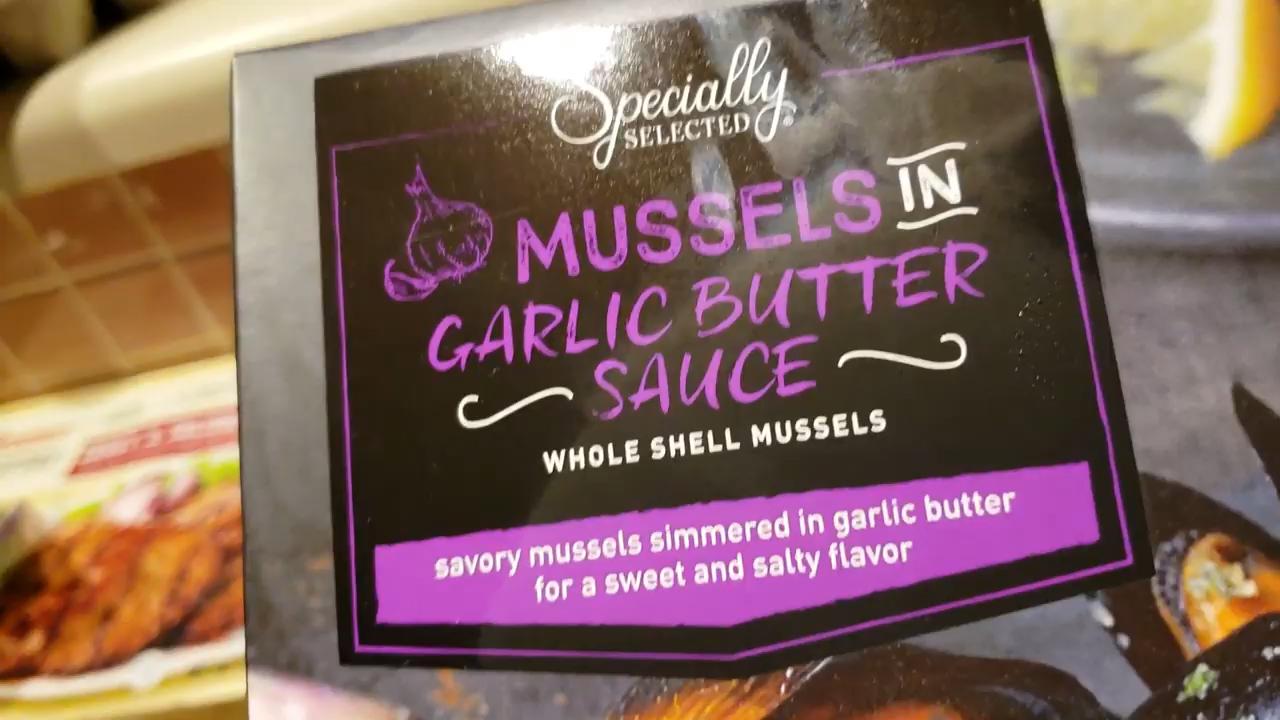 Specially
SELECTED®
MUSSELS IN
GARLIC BUTTER
SAUCE
WHOLE SHELL MUSSELS
savory mussels simmered in garlic butter
for a sweet and salty flavor